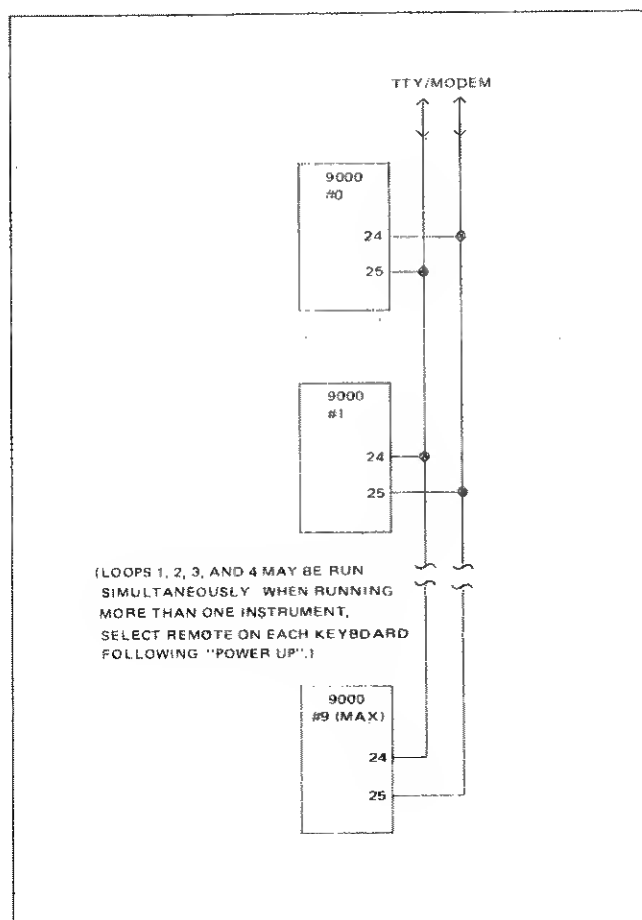 TTY/MODEM
9000
#0
24
25
9000
#1
24
25
(LOOPS 1, 2, 3, AND 4 MAY BE RUN
SIMULTANEOUSLY WHEN RUNNING
MORE THAN ONE INSTRUMENT,
SELECT REMOTE ON EACH KEYBOARD
FOLLOWING "POWER UP".)
9000
#9 (MAX)
24
25